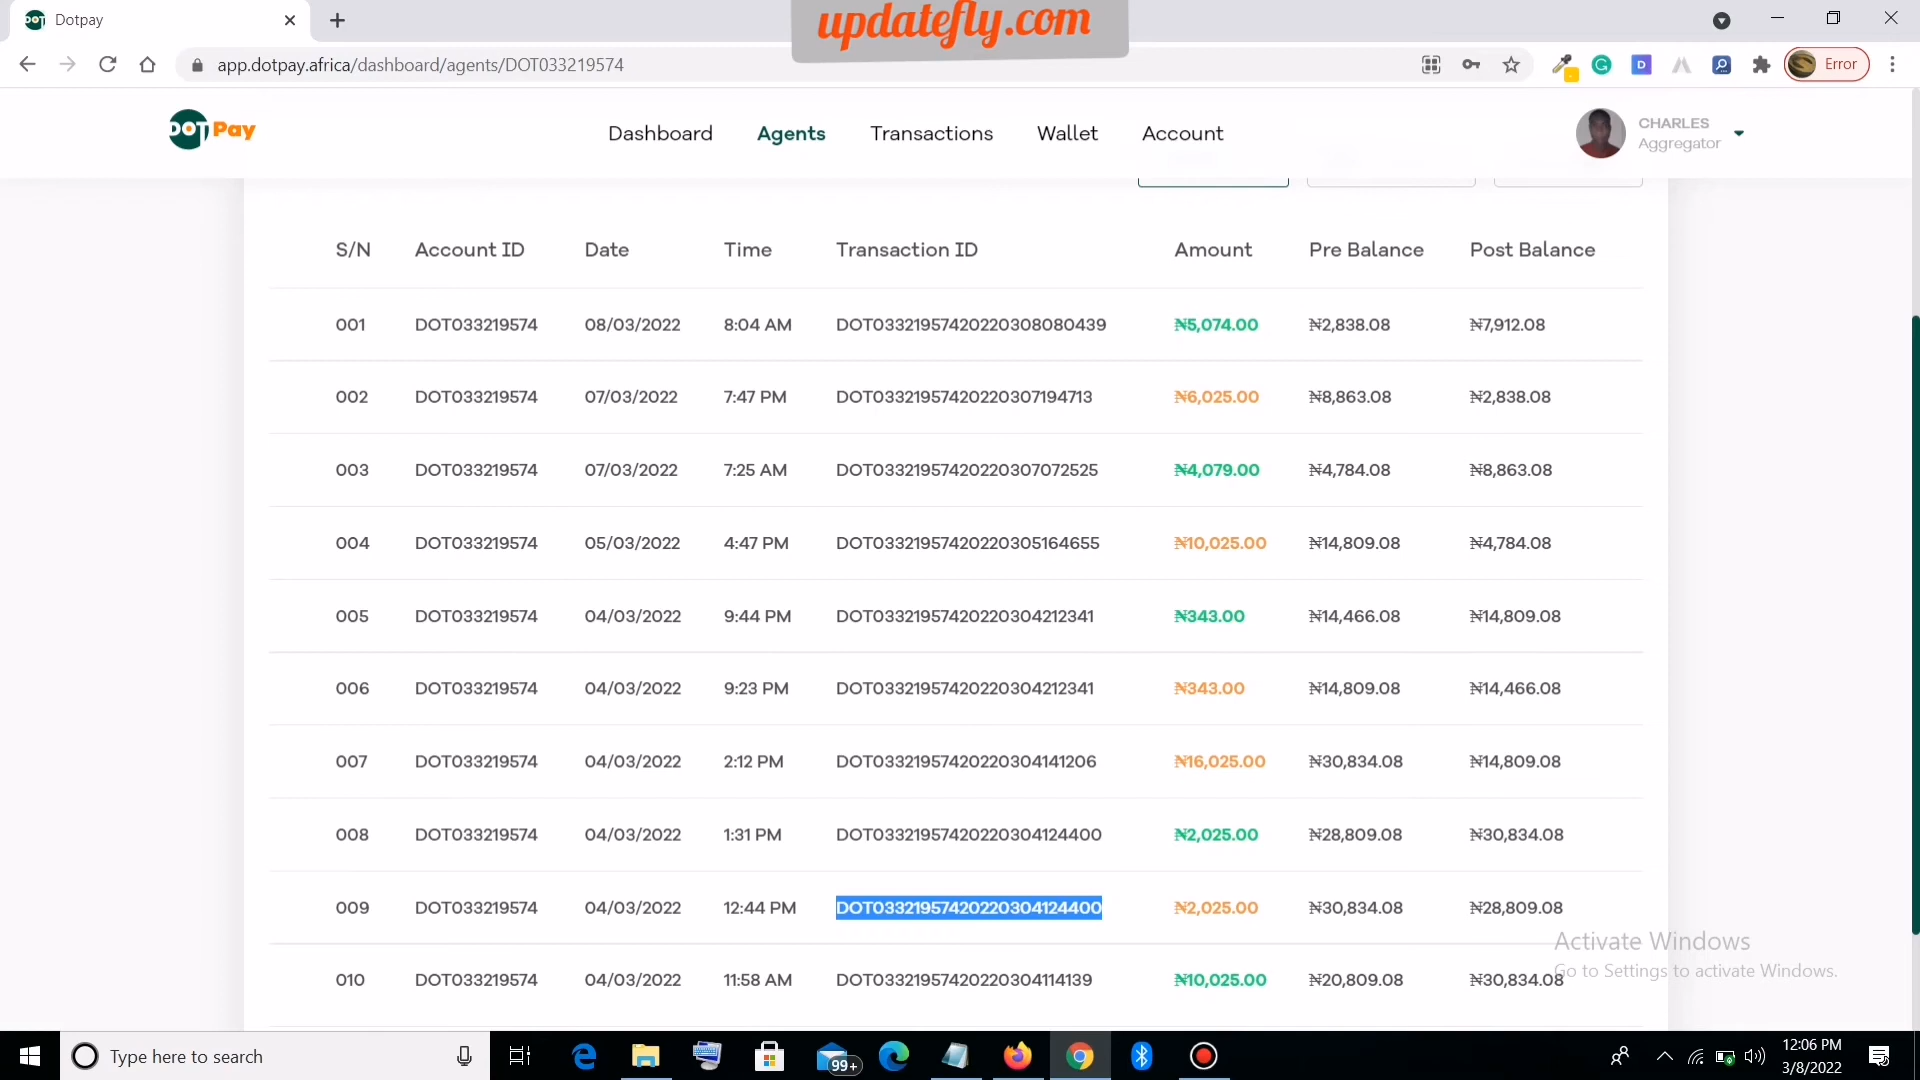 Dotpay
updatefly.com
app.dotpay.africa/dashboard/agents/DOT033219574
Error
DOT Pay
Dashboard
Agents
Transactions
Wallet
Account
CHARLES
Aggregator
S/N Account ID Date Time Transaction ID Amount Pre Balance Post Balance
001 DOT033219574 08/03/2022 8:04 AM DOT03321957420220308080439 ₦5,074.00 ₦2,838.08 ₦7,912.08
002 DOT033219574 07/03/2022 7:47 PM DOT03321957420220307194713 ₦6,025.00 ₦8,863.08 ₦2,838.08
003 DOT033219574 07/03/2022 7:25 AM DOT03321957420220307072525 ₦4,079.00 ₦4,784.08 ₦8,863.08
004 DOT033219574 05/03/2022 4:47 PM DOT03321957420220305164655 ₦10,025.00 ₦14,809.08 ₦4,784.08
005 DOT033219574 04/03/2022 9:44 PM DOT03321957420220304212341 ₦343.00 ₦14,466.08 ₦14,809.08
006 DOT033219574 04/03/2022 9:23 PM DOT03321957420220304212341 ₦343.00 ₦14,809.08 ₦14,466.08
007 DOT033219574 04/03/2022 2:12 PM DOT03321957420220304141206 ₦16,025.00 ₦30,834.08 ₦14,809.08
008 DOT033219574 04/03/2022 1:31 PM DOT03321957420220304124400 ₦2,025.00 ₦28,809.08 ₦30,834.08
009 DOT033219574 04/03/2022 12:44 PM DOT03321957420220304124400 ₦2,025.00 ₦30,834.08 ₦28,809.08
010 DOT033219574 04/03/2022 11:58 AM DOT03321957420220304114139 ₦10,025.00 ₦20,809.08 ₦30,834.08
Activate Windows
Go to Settings to activate Windows.
Type here to search
99+
12:06 PM
3/8/2022